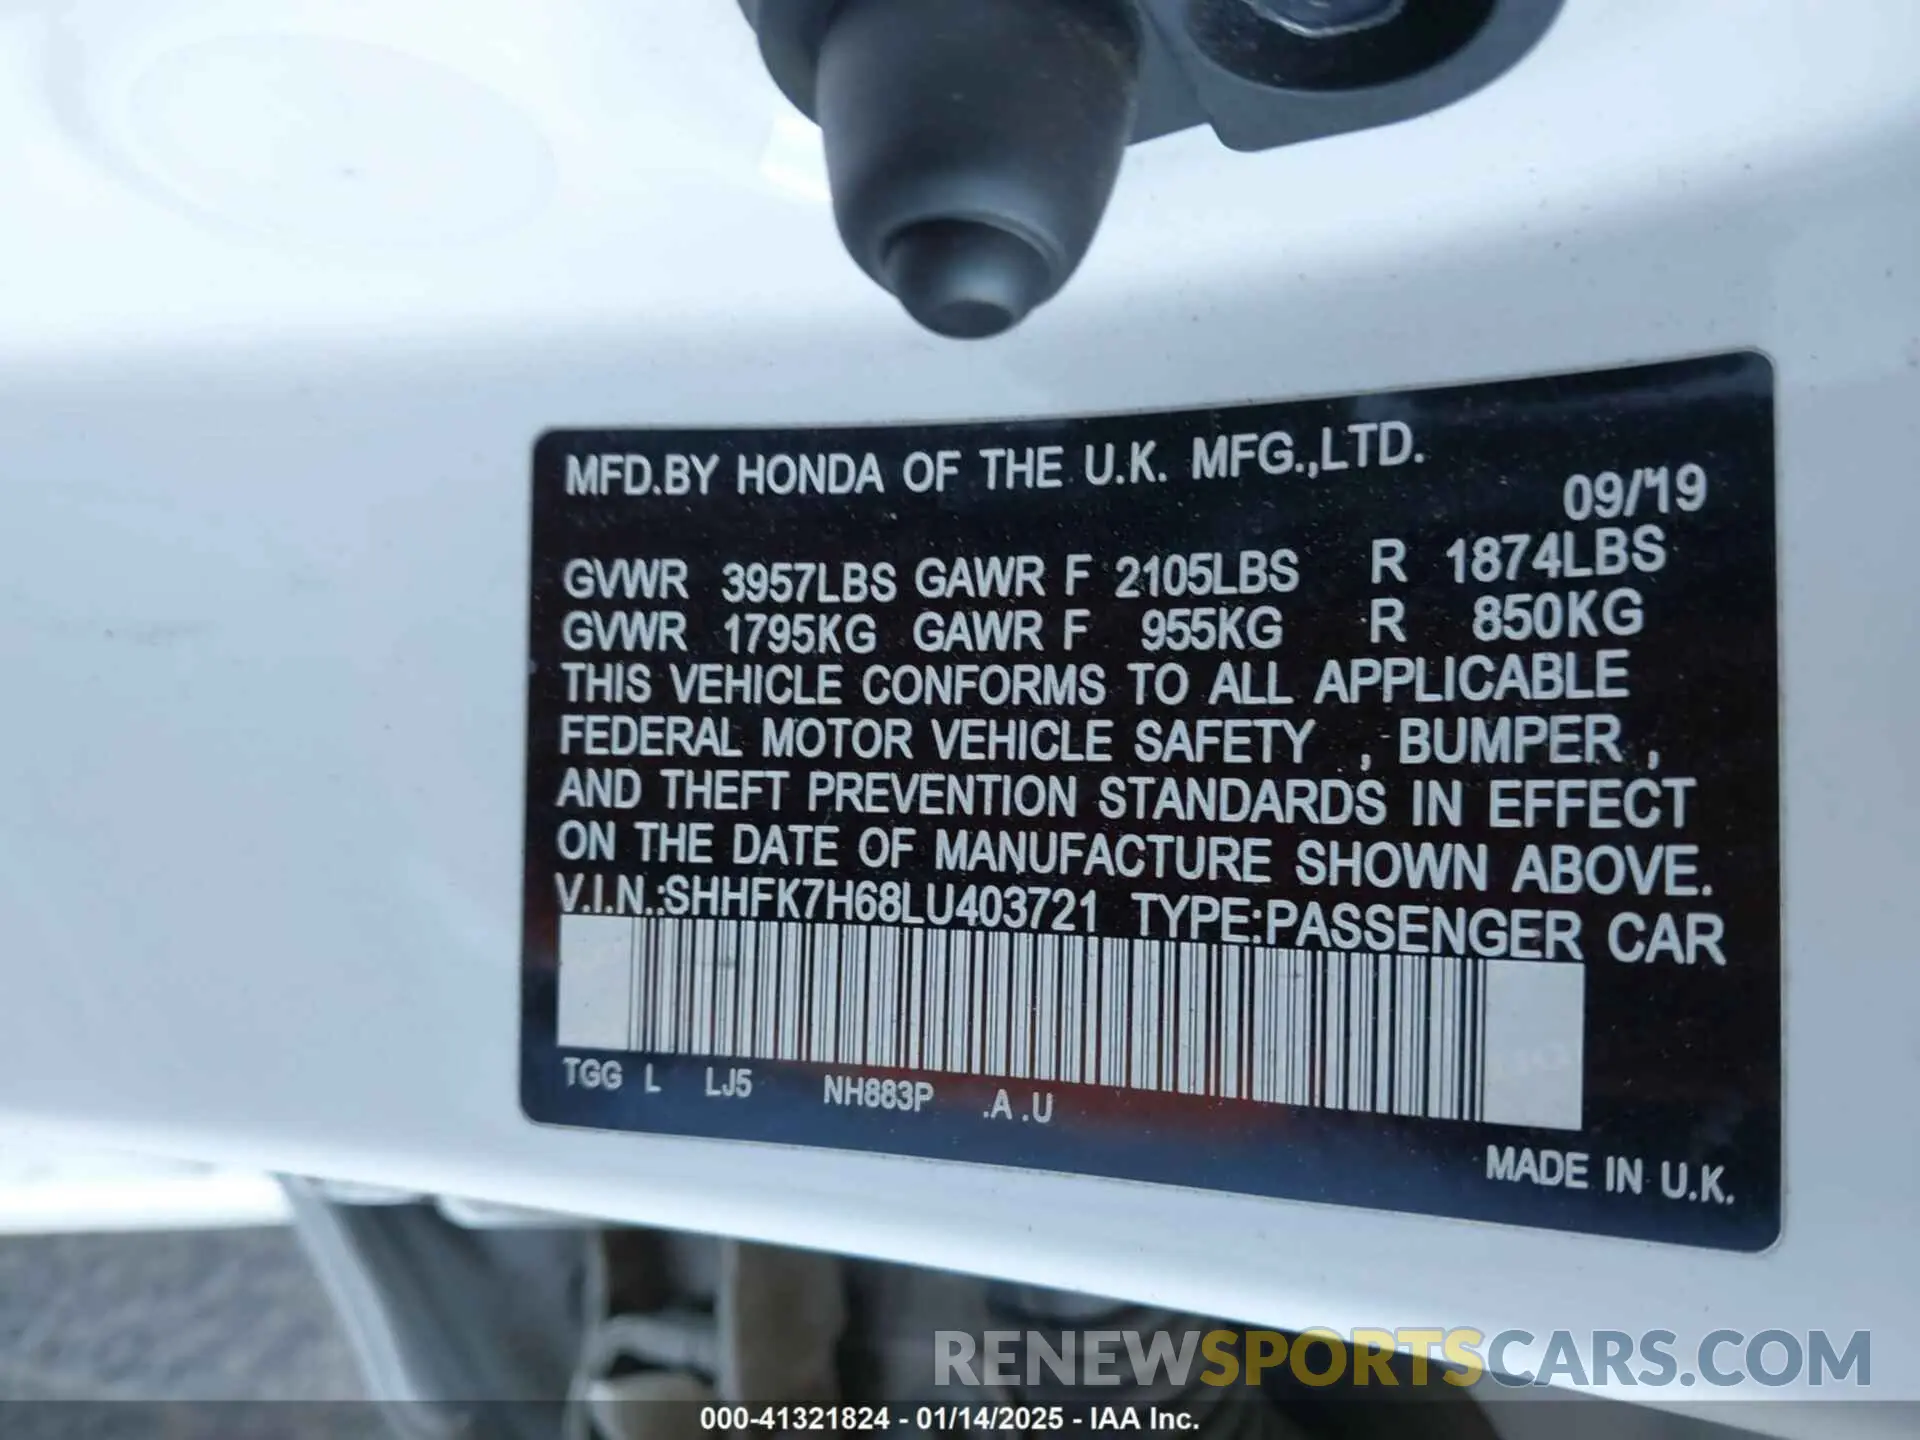 MFD.BY HONDA OF THE U.K. MFG.,LTD.
09/'19
GVWR 3957LBS GAWR F 2105LBS R 1874LBS
GVWR 1795KG GAWR F 955KG R 850KG
THIS VEHICLE CONFORMS TO ALL APPLICABLE
FEDERAL MOTOR VEHICLE SAFETY , BUMPER ,
AND THEFT PREVENTION STANDARDS IN EFFECT
ON THE DATE OF MANUFACTURE SHOWN ABOVE.
V.I.N.:SHHFK7H68LU403721 TYPE:PASSENGER CAR
TGG L LJ5 NH883P .A .U
MADE IN U.K.
RENEWSPORTSCARS.COM
000-41321824 - 01/14/2025 - IAA Inc.